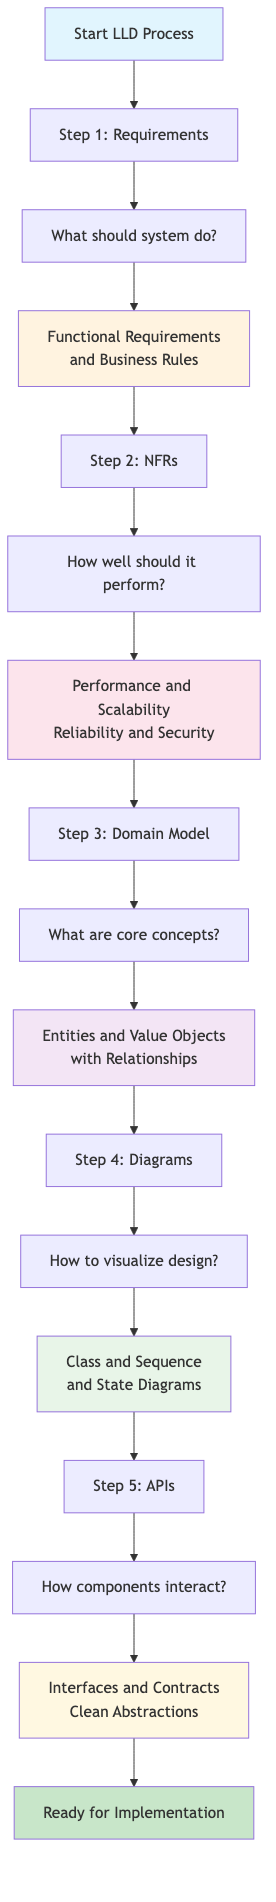 Start LLD Process
Step 1: Requirements
What should system do?
Functional Requirements
and Business Rules
Step 2: NFRs
How well should it
perform?
Performance and
Scalability
Reliability and Security
Step 3: Domain Model
What are core concepts?
Entities and Value Objects
with Relationships
Step 4: Diagrams
How to visualize design?
Class and Sequence
and State Diagrams
Step 5: APIs
How components interact?
Interfaces and Contracts
Clean Abstractions
Ready for Implementation